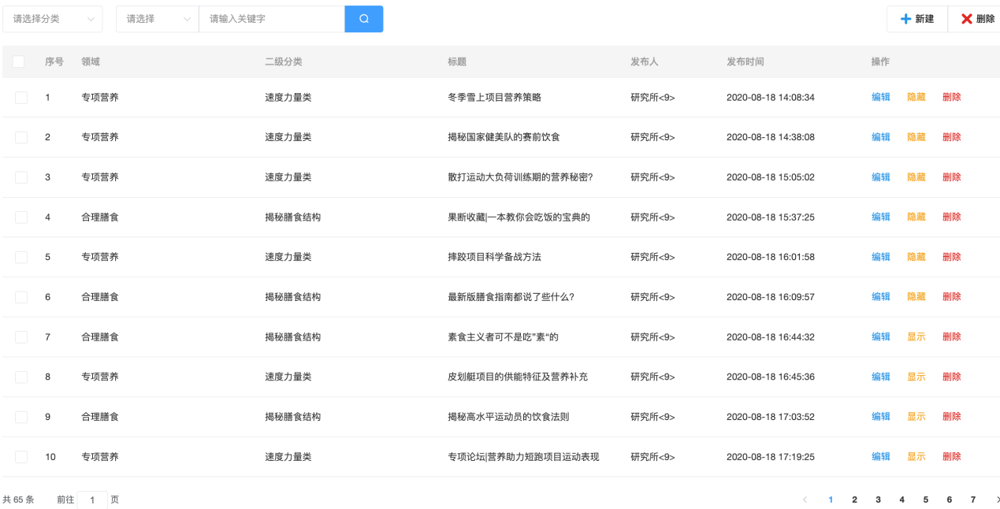 请选择分类 请选择 请输入关键字 新建 删除
序号 领域 二级分类 标题 发布人 发布时间 操作
1 专项营养 速度力量类 冬季雪上项目营养策略 研究所<9> 2020-08-18 14:08:34 编辑 隐藏 删除
2 专项营养 速度力量类 揭秘国家健美队的赛前饮食 研究所<9> 2020-08-18 14:38:08 编辑 隐藏 删除
3 专项营养 速度力量类 散打运动大负荷训练期的营养秘密? 研究所<9> 2020-08-18 15:05:02 编辑 隐藏 删除
4 合理膳食 揭秘膳食结构 果断收藏|一本教你会吃饭的宝典的 研究所<9> 2020-08-18 15:37:25 编辑 隐藏 删除
5 专项营养 速度力量类 摔跤项目科学备战方法 研究所<9> 2020-08-18 16:01:58 编辑 隐藏 删除
6 合理膳食 揭秘膳食结构 最新版膳食指南都说了些什么? 研究所<9> 2020-08-18 16:09:57 编辑 隐藏 删除
7 合理膳食 揭秘膳食结构 素食主义者可不是吃”素“的 研究所<9> 2020-08-18 16:44:32 编辑 显示 删除
8 专项营养 速度力量类 皮划艇项目的供能特征及营养补充 研究所<9> 2020-08-18 16:45:36 编辑 显示 删除
9 合理膳食 揭秘膳食结构 揭秘高水平运动员的饮食法则 研究所<9> 2020-08-18 17:03:52 编辑 显示 删除
10 专项营养 速度力量类 专项论坛|营养助力短跑项目运动表现 研究所<9> 2020-08-18 17:19:25 编辑 显示 删除
共 65 条 前往 1 页 1 2 3 4 5 6 7